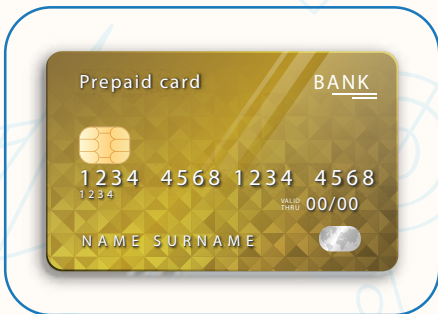 Prepaid card
BANK
1234 4568 1234 4568
1234
VALID
THRU 00/00
NAME SURNAME